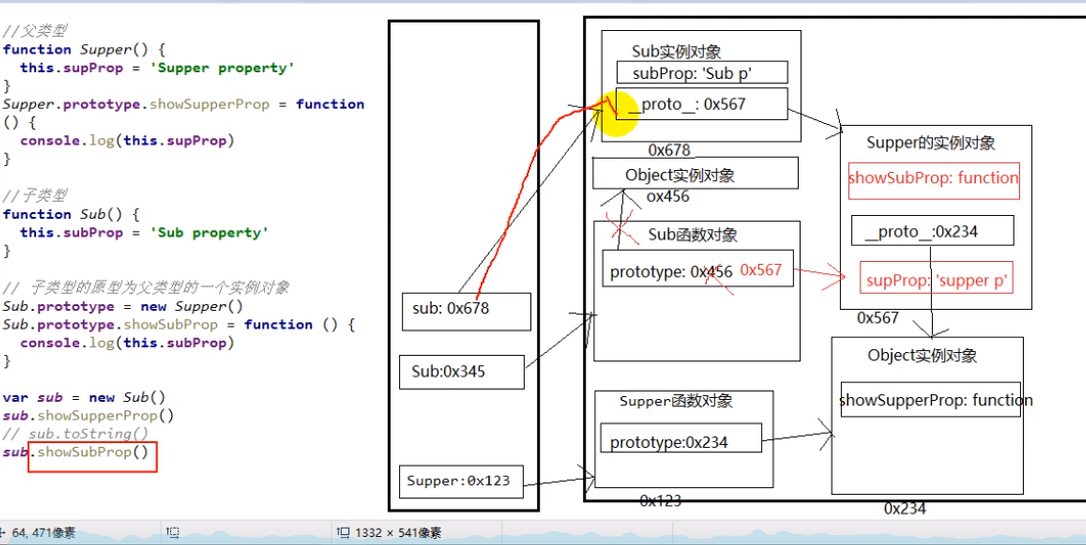 //父类型
function Supper() {
this.supProp = 'Supper property'
}
Supper.prototype.showSupperProp = function
() {
console.log(this.supProp)
}
//子类型
function Sub() {
this.subProp = 'Sub property'
}
// 子类型的原型为父类型的一个实例对象
Sub.prototype = new Supper()
Sub.prototype.showSubProp = function () {
console.log(this.subProp)
}
var sub = new Sub()
sub.showSupperProp()
// sub.toString()
sub.showSubProp()
sub: 0x678
Sub:0x345
Supper:0x123
Sub实例对象
subProp: 'Sub p'
__proto__: 0x567
0x678
Object实例对象
ox456
Sub函数对象
prototype: 0x456 0x567
Supper函数对象
prototype:0x234
0x123
Supper的实例对象
showSubProp: function
__proto__:0x234
supProp: 'supper p'
0x567
Object实例对象
showSupperProp: function
0x234
64, 471像素
1332 × 541像素